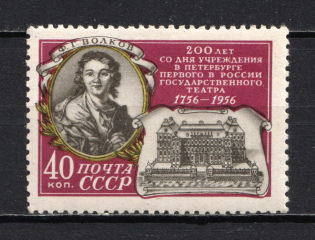 Ф. Г. ВОЛКОВ
200 ЛЕТ
СО ДНЯ УЧРЕЖДЕНИЯ
В ПЕТЕРБУРГЕ
ПЕРВОГО В РОССИИ
ГОСУДАРСТВЕННОГО
ТЕАТРА
1756–1956
40 ПОЧТА
КОП. СССР